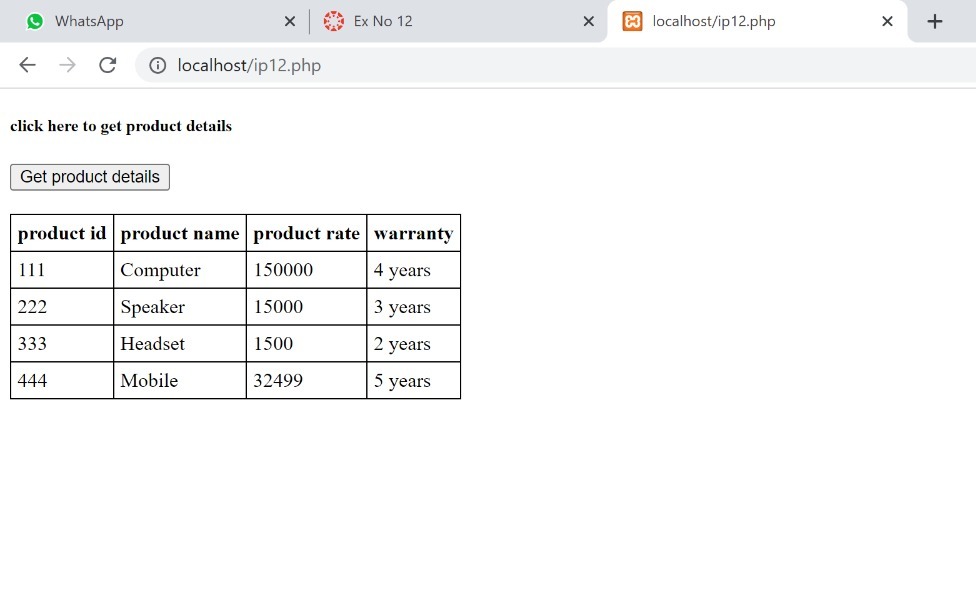 WhatsApp Ex No 12 localhost/ip12.php
localhost/ip12.php
click here to get product details
Get product details
product id product name product rate warranty
111 Computer 150000 4 years
222 Speaker 15000 3 years
333 Headset 1500 2 years
444 Mobile 32499 5 years